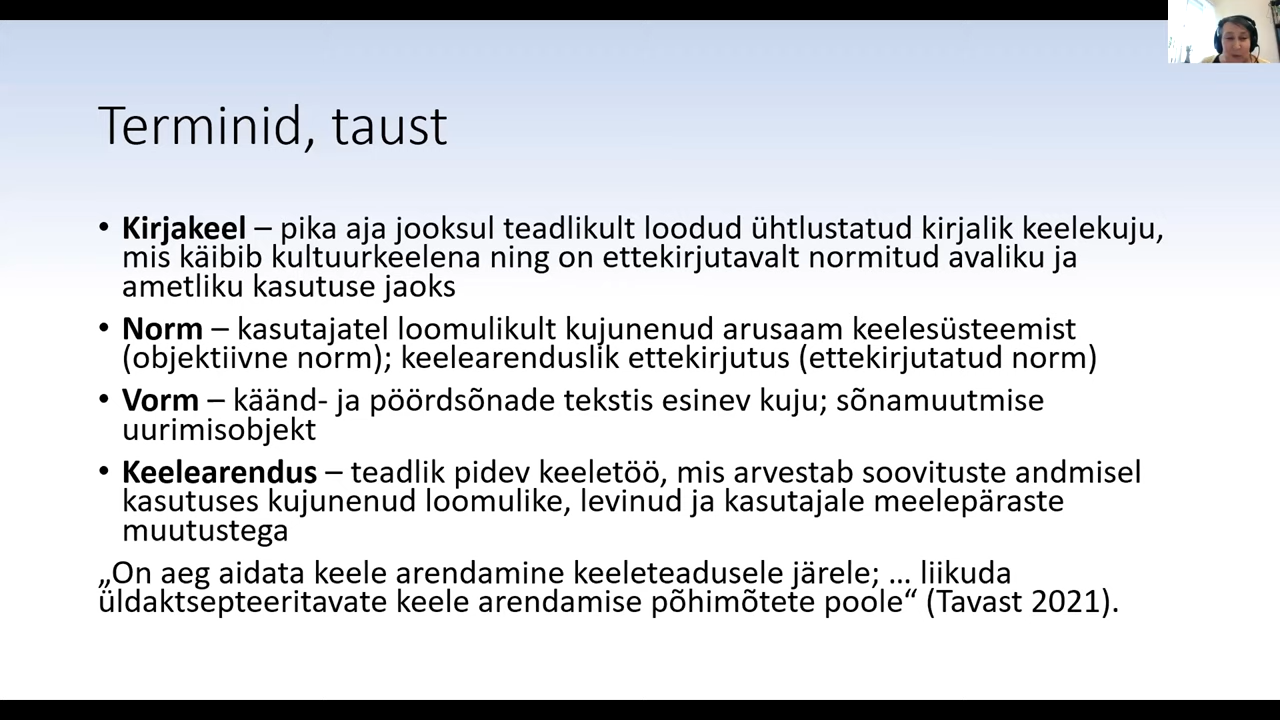 Terminid, taust
• Kirjakeel – pika aja jooksul teadlikult loodud ühtlustatud kirjalik keelekuju,
mis käibib kultuurkeelena ning on ettekirjutavalt normitud avaliku ja
ametliku kasutuse jaoks
• Norm – kasutajatel loomulikult kujunenud arusaam keelesüsteemist
(objektiivne norm); keelearenduslik ettekirjutus (ettekirjutatud norm)
• Vorm – käänd- ja pöördsõnade tekstis esinev kuju; sõnamuutmise
uurimisobjekt
• Keelearendus – teadlik pidev keeletöö, mis arvestab soovituste andmisel
kasutuses kujunenud loomulike, levinud ja kasutajale meelepäraste
muutustega
„On aeg aidata keele arendamine keeleteadusele järele; … liikuda
üldaktsepteeritavate keele arendamise põhimõtete poole“ (Tavast 2021).